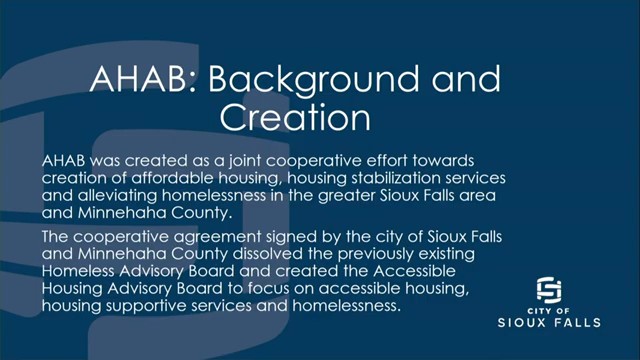 AHAB: Background and
Creation
AHAB was created as a joint cooperative effort towards
creation of affordable housing, housing stabilization services
and alleviating homelessness in the greater Sioux Falls area
and Minnehaha County.
The cooperative agreement signed by the city of Sioux Falls
and Minnehaha County dissolved the previously existing
Homeless Advisory Board and created the Accessible
Housing Advisory Board to focus on accessible housing,
housing supportive services and homelessness.
CITY OF
SIOUX FALLS